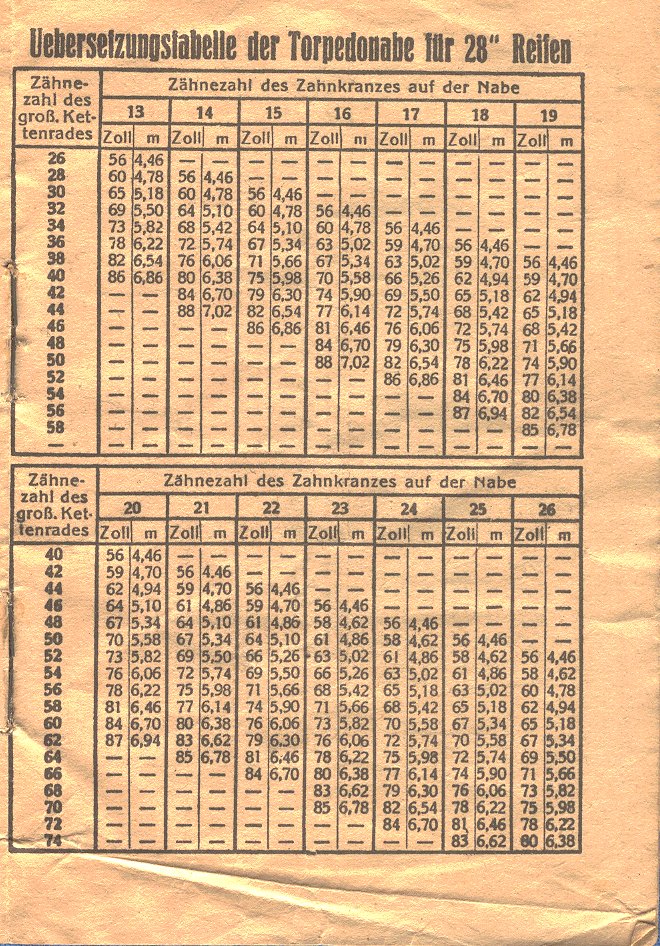 Uebersetzungstabelle der Torpedonabe für 28“ Reifen
Zähne- Zähnezahl des Zahnkranzes auf der Nabe
zahl des
groß. Ket- 13 14 15 16 17 18 19
tenrades Zoll m Zoll m Zoll m Zoll m Zoll m Zoll m Zoll m
26 56 4,46 — — — — — — — — — — — —
28 60 4,78 56 4,46 — — — — — — — — — —
30 65 5,18 60 4,78 56 4,46 — — — — — — — —
32 69 5,50 64 5,10 60 4,78 56 4,46 — — — — — —
34 73 5,82 68 5,42 64 5,10 60 4,78 56 4,46 — — — —
36 78 6,22 72 5,74 67 5,34 63 5,02 59 4,70 56 4,46 — —
38 82 6,54 76 6,06 71 5,66 67 5,34 63 5,02 59 4,70 56 4,46
40 86 6,86 80 6,38 75 5,98 70 5,58 66 5,26 62 4,94 59 4,70
42 — — 84 6,70 79 6,30 74 5,90 69 5,50 65 5,18 62 4,94
44 — — 88 7,02 82 6,54 77 6,14 72 5,74 68 5,42 65 5,18
46 — — — — 86 6,86 81 6,46 76 6,06 72 5,74 68 5,42
48 — — — — — — 84 6,70 79 6,30 75 5,98 71 5,66
50 — — — — — — 88 7,02 82 6,54 78 6,22 74 5,90
52 — — — — — — — — 86 6,86 81 6,46 77 6,14
54 — — — — — — — — — — 84 6,70 80 6,38
56 — — — — — — — — — — 87 6,94 82 6,54
58 — — — — — — — — — — — — 85 6,78
— — — — — — — — — — — — — — —
Zähne- Zähnezahl des Zahnkranzes auf der Nabe
zahl des
groß. Ket- 20 21 22 23 24 25 26
tenrades Zoll m Zoll m Zoll m Zoll m Zoll m Zoll m Zoll m
40 56 4,46 — — — — — — — — — — — —
42 59 4,70 56 4,46 — — — — — — — — — —
44 62 4,94 59 4,70 56 4,46 — — — — — — — —
46 64 5,10 61 4,86 59 4,70 56 4,46 — — — — — —
48 67 5,34 64 5,10 61 4,86 58 4,62 56 4,46 — — — —
50 70 5,58 67 5,34 64 5,10 61 4,86 58 4,62 56 4,46 — —
52 73 5,82 69 5,50 66 5,26 63 5,02 61 4,86 58 4,62 56 4,46
54 76 6,06 72 5,74 69 5,50 66 5,26 63 5,02 61 4,86 58 4,62
56 78 6,22 75 5,98 71 5,66 68 5,42 65 5,18 63 5,02 60 4,78
58 81 6,46 77 6,14 74 5,90 71 5,66 68 5,42 65 5,18 62 4,94
60 84 6,70 80 6,38 76 6,06 73 5,82 70 5,58 67 5,34 65 5,18
62 87 6,94 83 6,62 79 6,30 76 6,06 72 5,74 70 5,58 67 5,34
64 — — 85 6,78 81 6,46 78 6,22 75 5,98 72 5,74 69 5,50
66 — — — — 84 6,70 80 6,38 77 6,14 74 5,90 71 5,66
68 — — — — — — 83 6,62 79 6,30 76 6,06 73 5,82
70 — — — — — — 85 6,78 82 6,54 78 6,22 75 5,98
72 — — — — — — — — 84 6,70 81 6,46 78 6,22
74 — — — — — — — — — — 83 6,62 80 6,38